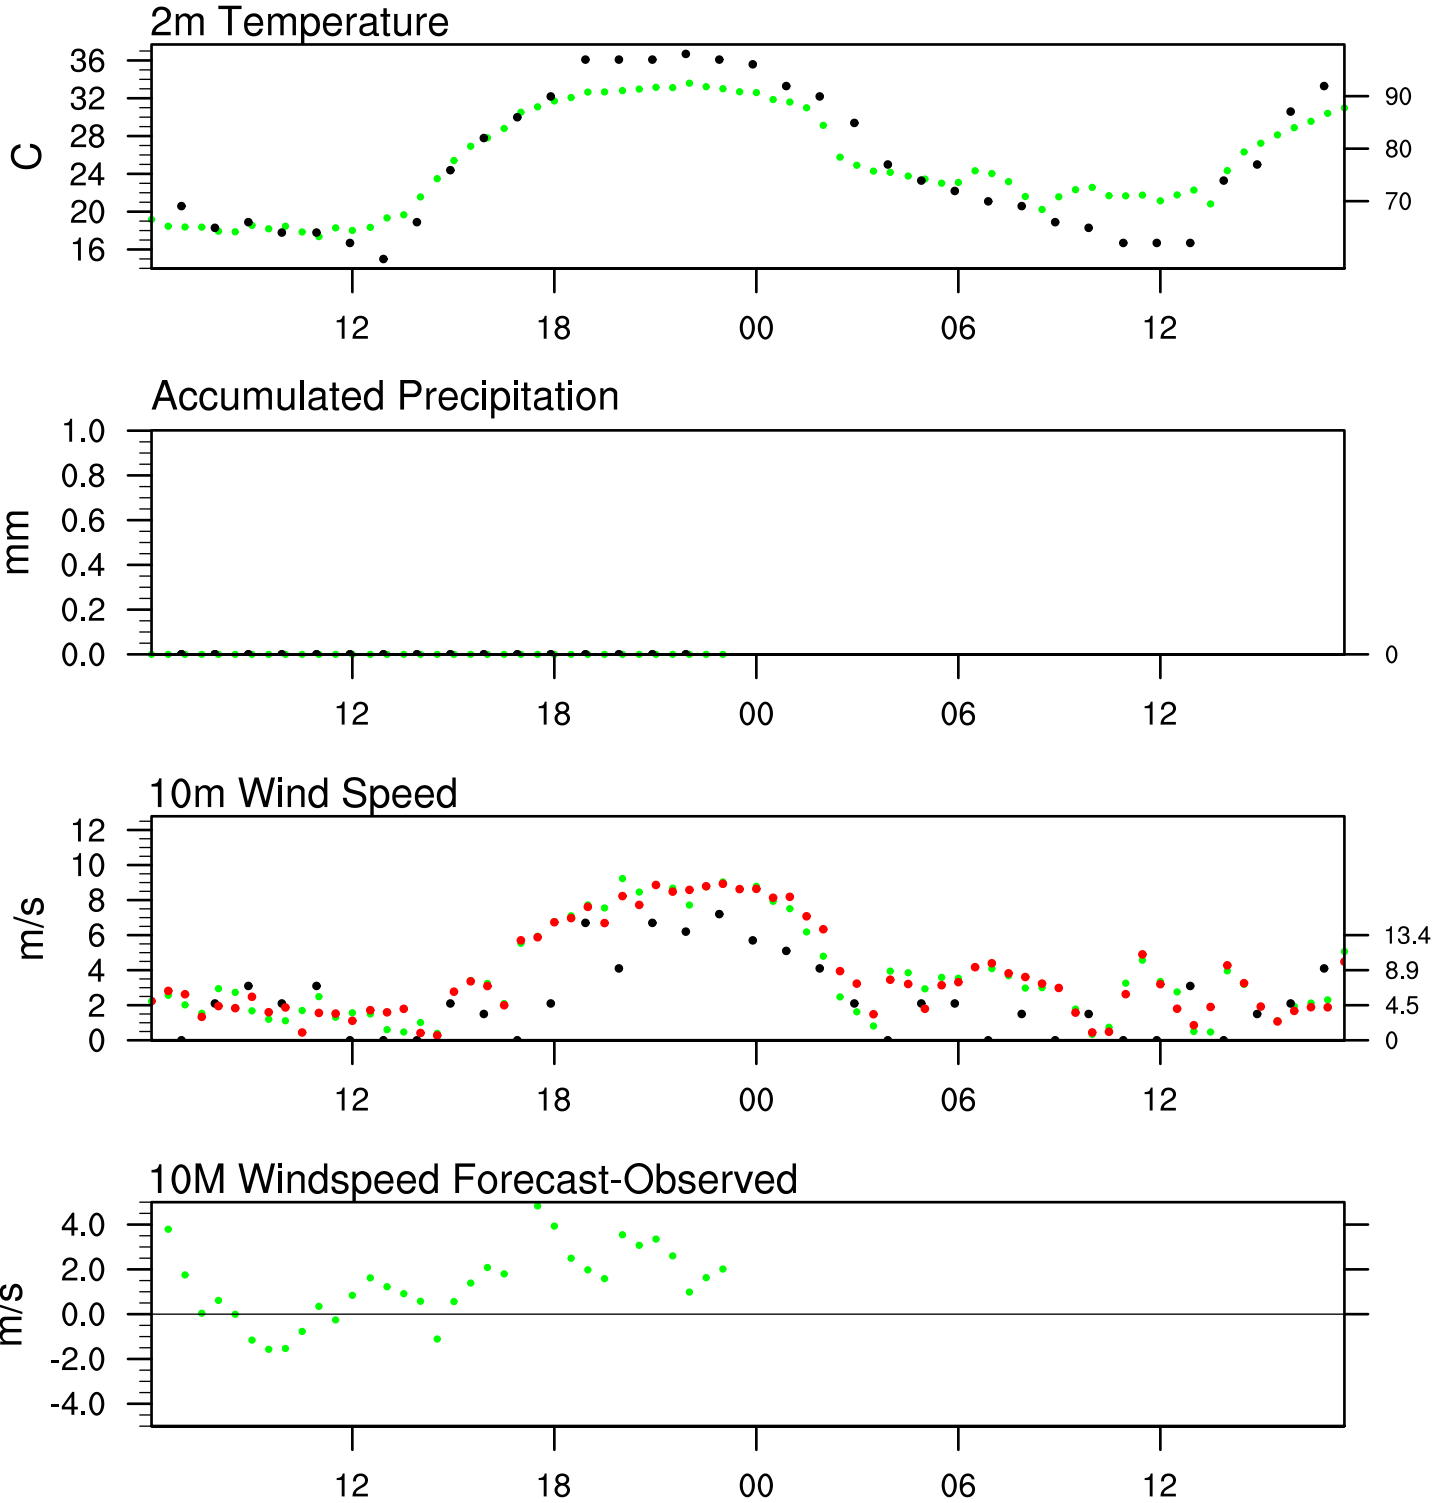 2m Temperature
36
32
28
24
20
16
C
90
80
70
12 18 00 06 12
Accumulated Precipitation
1.0
0.8
0.6
0.4
0.2
0.0
mm
0
12 18 00 06 12
10m Wind Speed
12
10
8
6
4
2
0
m/s
13.4
8.9
4.5
0
12 18 00 06 12
10M Windspeed Forecast-Observed
4.0
2.0
0.0
-2.0
-4.0
m/s
12 18 00 06 12